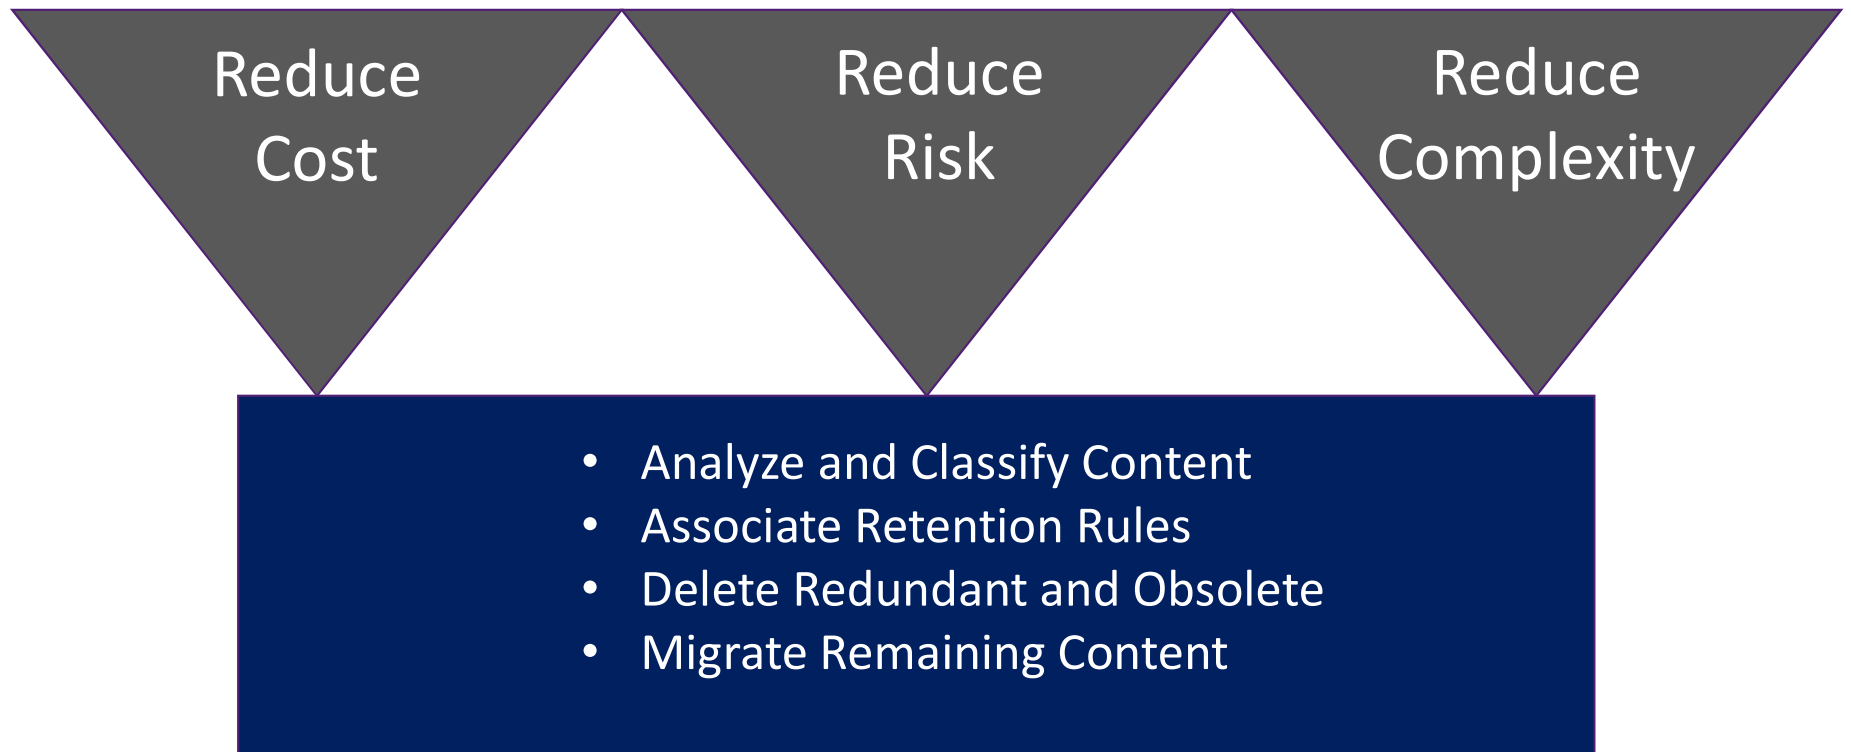 Reduce
Cost
Reduce
Risk
Reduce
Complexity
• Analyze and Classify Content
• Associate Retention Rules
• Delete Redundant and Obsolete
• Migrate Remaining Content